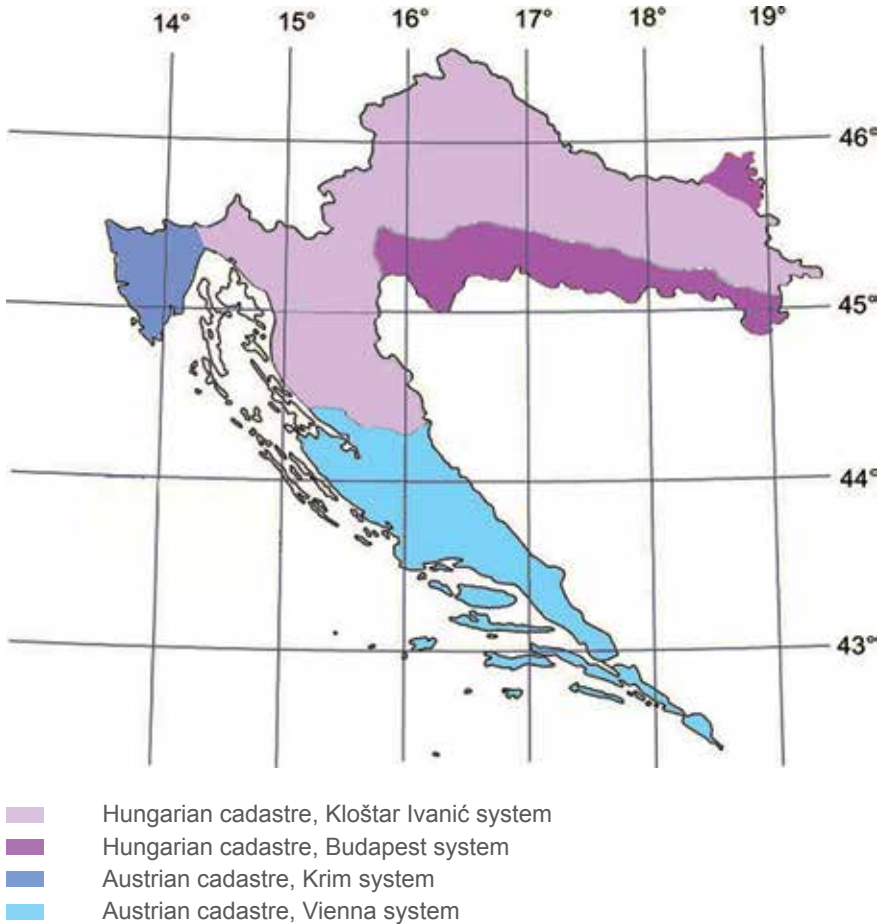 14° 15° 16° 17° 18° 19°
46°
45°
44°
43°
Hungarian cadastre, Kloštar Ivanić system
Hungarian cadastre, Budapest system
Austrian cadastre, Krim system
Austrian cadastre, Vienna system